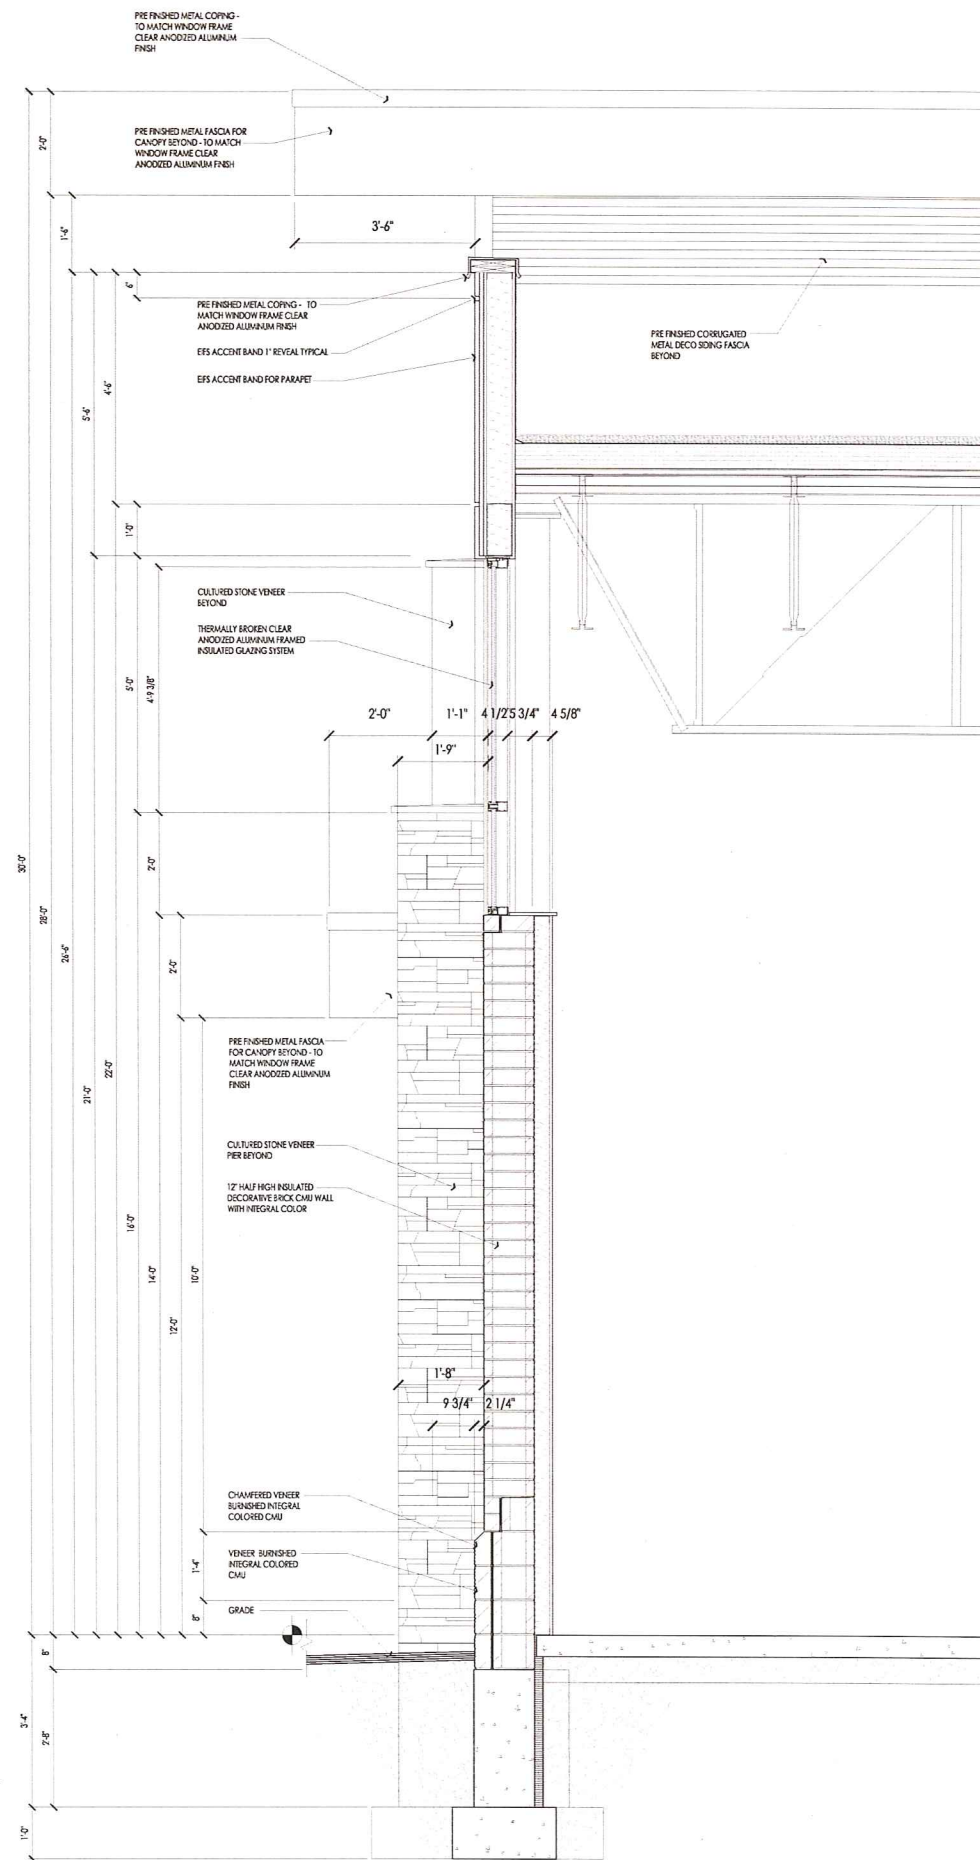 PRE FINISHED METAL COPING -
TO MATCH WINDOW FRAME
CLEAR ANODIZED ALUMINUM
FINISH
PRE FINISHED METAL FASCIA FOR
CANOPY BEYOND - TO MATCH
WINDOW FRAME CLEAR
ANODIZED ALUMINUM FINISH
2'-0"
1'-6"
3'-6"
6"
PRE FINISHED METAL COPING - TO
MATCH WINDOW FRAME CLEAR
ANODIZED ALUMINUM FINISH
EIFS ACCENT BAND 1" REVEAL TYPICAL
EIFS ACCENT BAND FOR PARAPET
PRE FINISHED CORRUGATED
METAL DECO SIDING FASCIA
BEYOND
5'-6"
4'-6"
1'-0"
CULTURED STONE VENEER
BEYOND
THERMALLY BROKEN CLEAR
ANODIZED ALUMINUM FRAMED
INSULATED GLAZING SYSTEM
5'-0"
4'-9 3/8"
2'-0" 1'-1" 4 1/2" 5 3/4" 4 5/8"
1'-9"
30'-0"
28'-0"
26'-6"
21'-0"
22'-0"
16'-0"
14'-0"
12'-0"
10'-0"
2'-0"
2'-0"
PRE FINISHED METAL FASCIA
FOR CANOPY BEYOND - TO
MATCH WINDOW FRAME
CLEAR ANODIZED ALUMINUM
FINISH
CULTURED STONE VENEER
PIER BEYOND
12" HALF HIGH INSULATED
DECORATIVE BRICK CMU WALL
WITH INTEGRAL COLOR
1'-8"
9 3/4" 2 1/4"
CHAMFERED VENEER
BURNISHED INTEGRAL
COLORED CMU
VENEER BURNISHED
INTEGRAL COLORED
CMU
GRADE
1'-4"
8"
8"
3'-4"
2'-8"
1'-0"